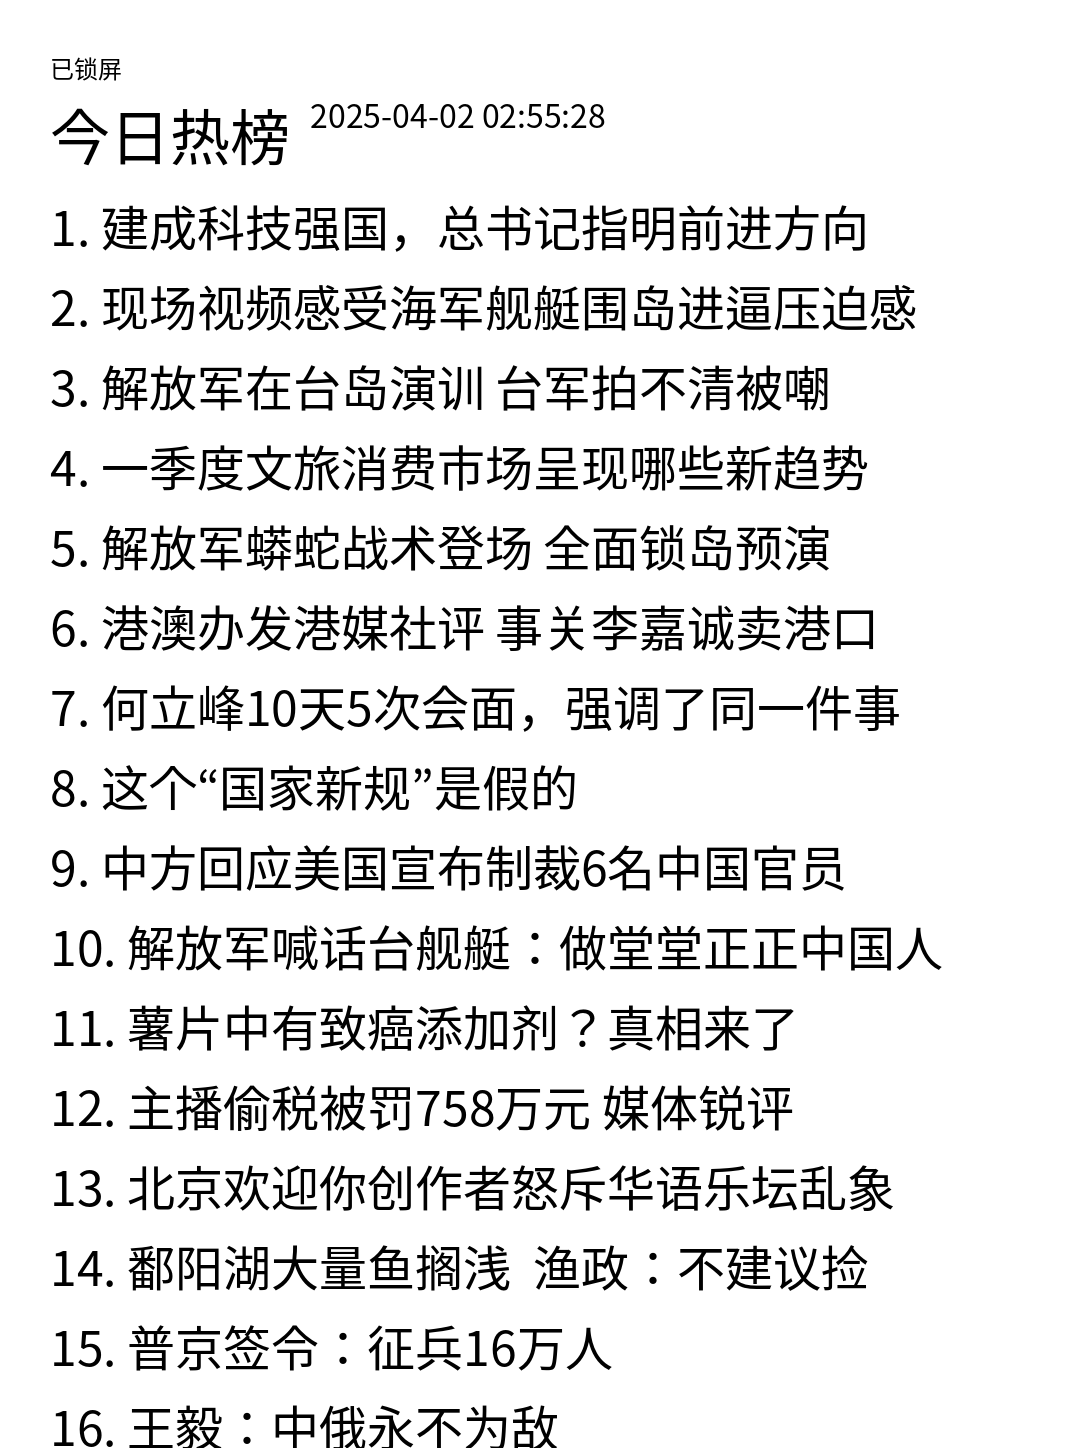 已锁屏
今日热榜 2025-04-02 02:55:28
1. 建成科技强国，总书记指明前进方向
2. 现场视频感受海军舰艇围岛进逼压迫感
3. 解放军在台岛演训 台军拍不清被嘲
4. 一季度文旅消费市场呈现哪些新趋势
5. 解放军蟒蛇战术登场 全面锁岛预演
6. 港澳办发港媒社评 事关李嘉诚卖港口
7. 何立峰10天5次会面，强调了同一件事
8. 这个“国家新规”是假的
9. 中方回应美国宣布制裁6名中国官员
10. 解放军喊话台舰艇：做堂堂正正中国人
11. 薯片中有致癌添加剂？真相来了
12. 主播偷税被罚758万元 媒体锐评
13. 北京欢迎你创作者怒斥华语乐坛乱象
14. 鄱阳湖大量鱼搁浅  渔政：不建议捡
15. 普京签令：征兵16万人
16. 王毅：中俄永不为敌